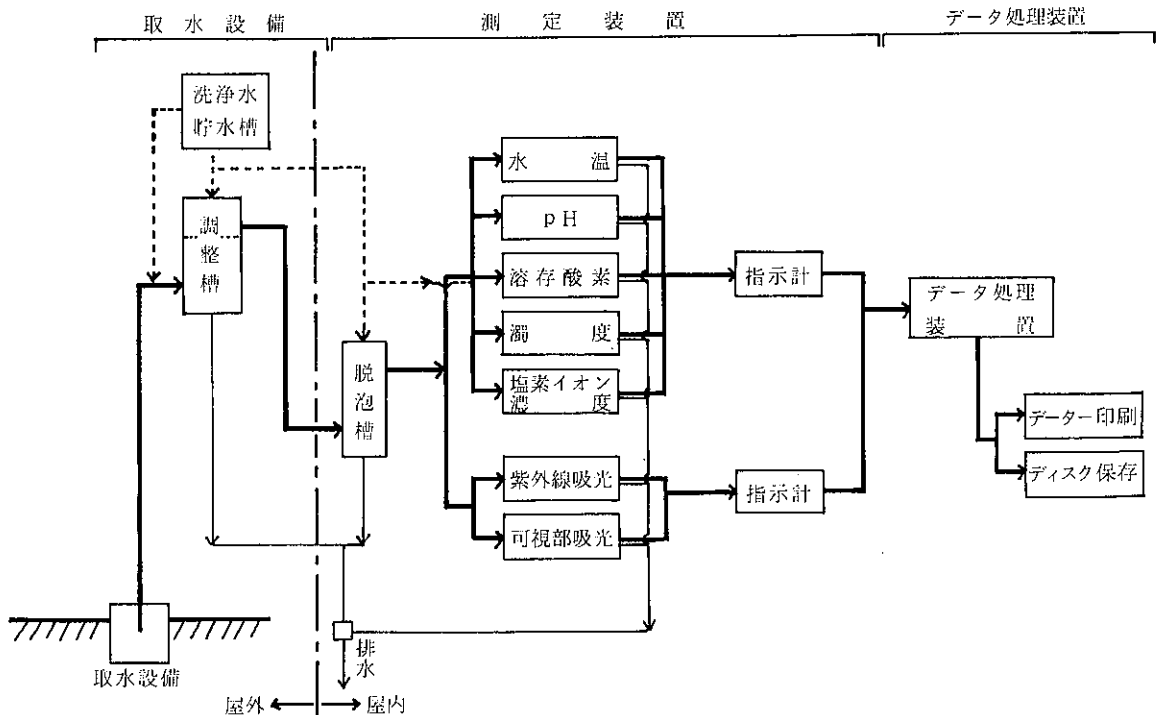 取水設備
測定装置
データ処理装置
洗浄水
貯水槽
水温
調整槽
pH
溶存酸素
指示計
データ処理
装置
濁度
脱泡槽
塩素イオン
濃度
データー印刷
紫外線吸光
指示計
ディスク保存
可視部吸光
排水
取水設備
屋外
屋内